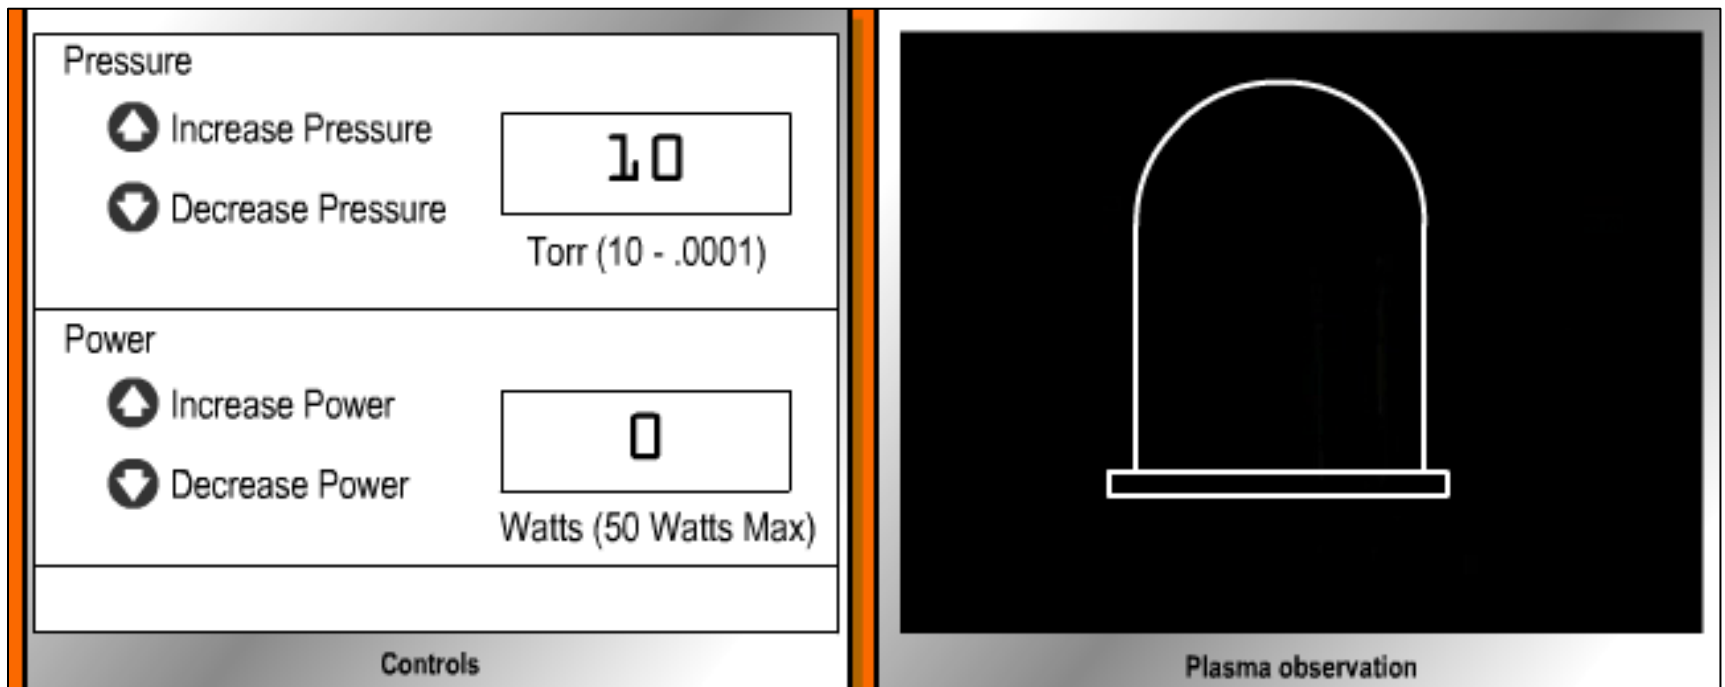 Pressure
Increase Pressure
10
Decrease Pressure
Torr (10 - .0001)
Power
Increase Power
0
Decrease Power
Watts (50 Watts Max)
Controls
Plasma observation